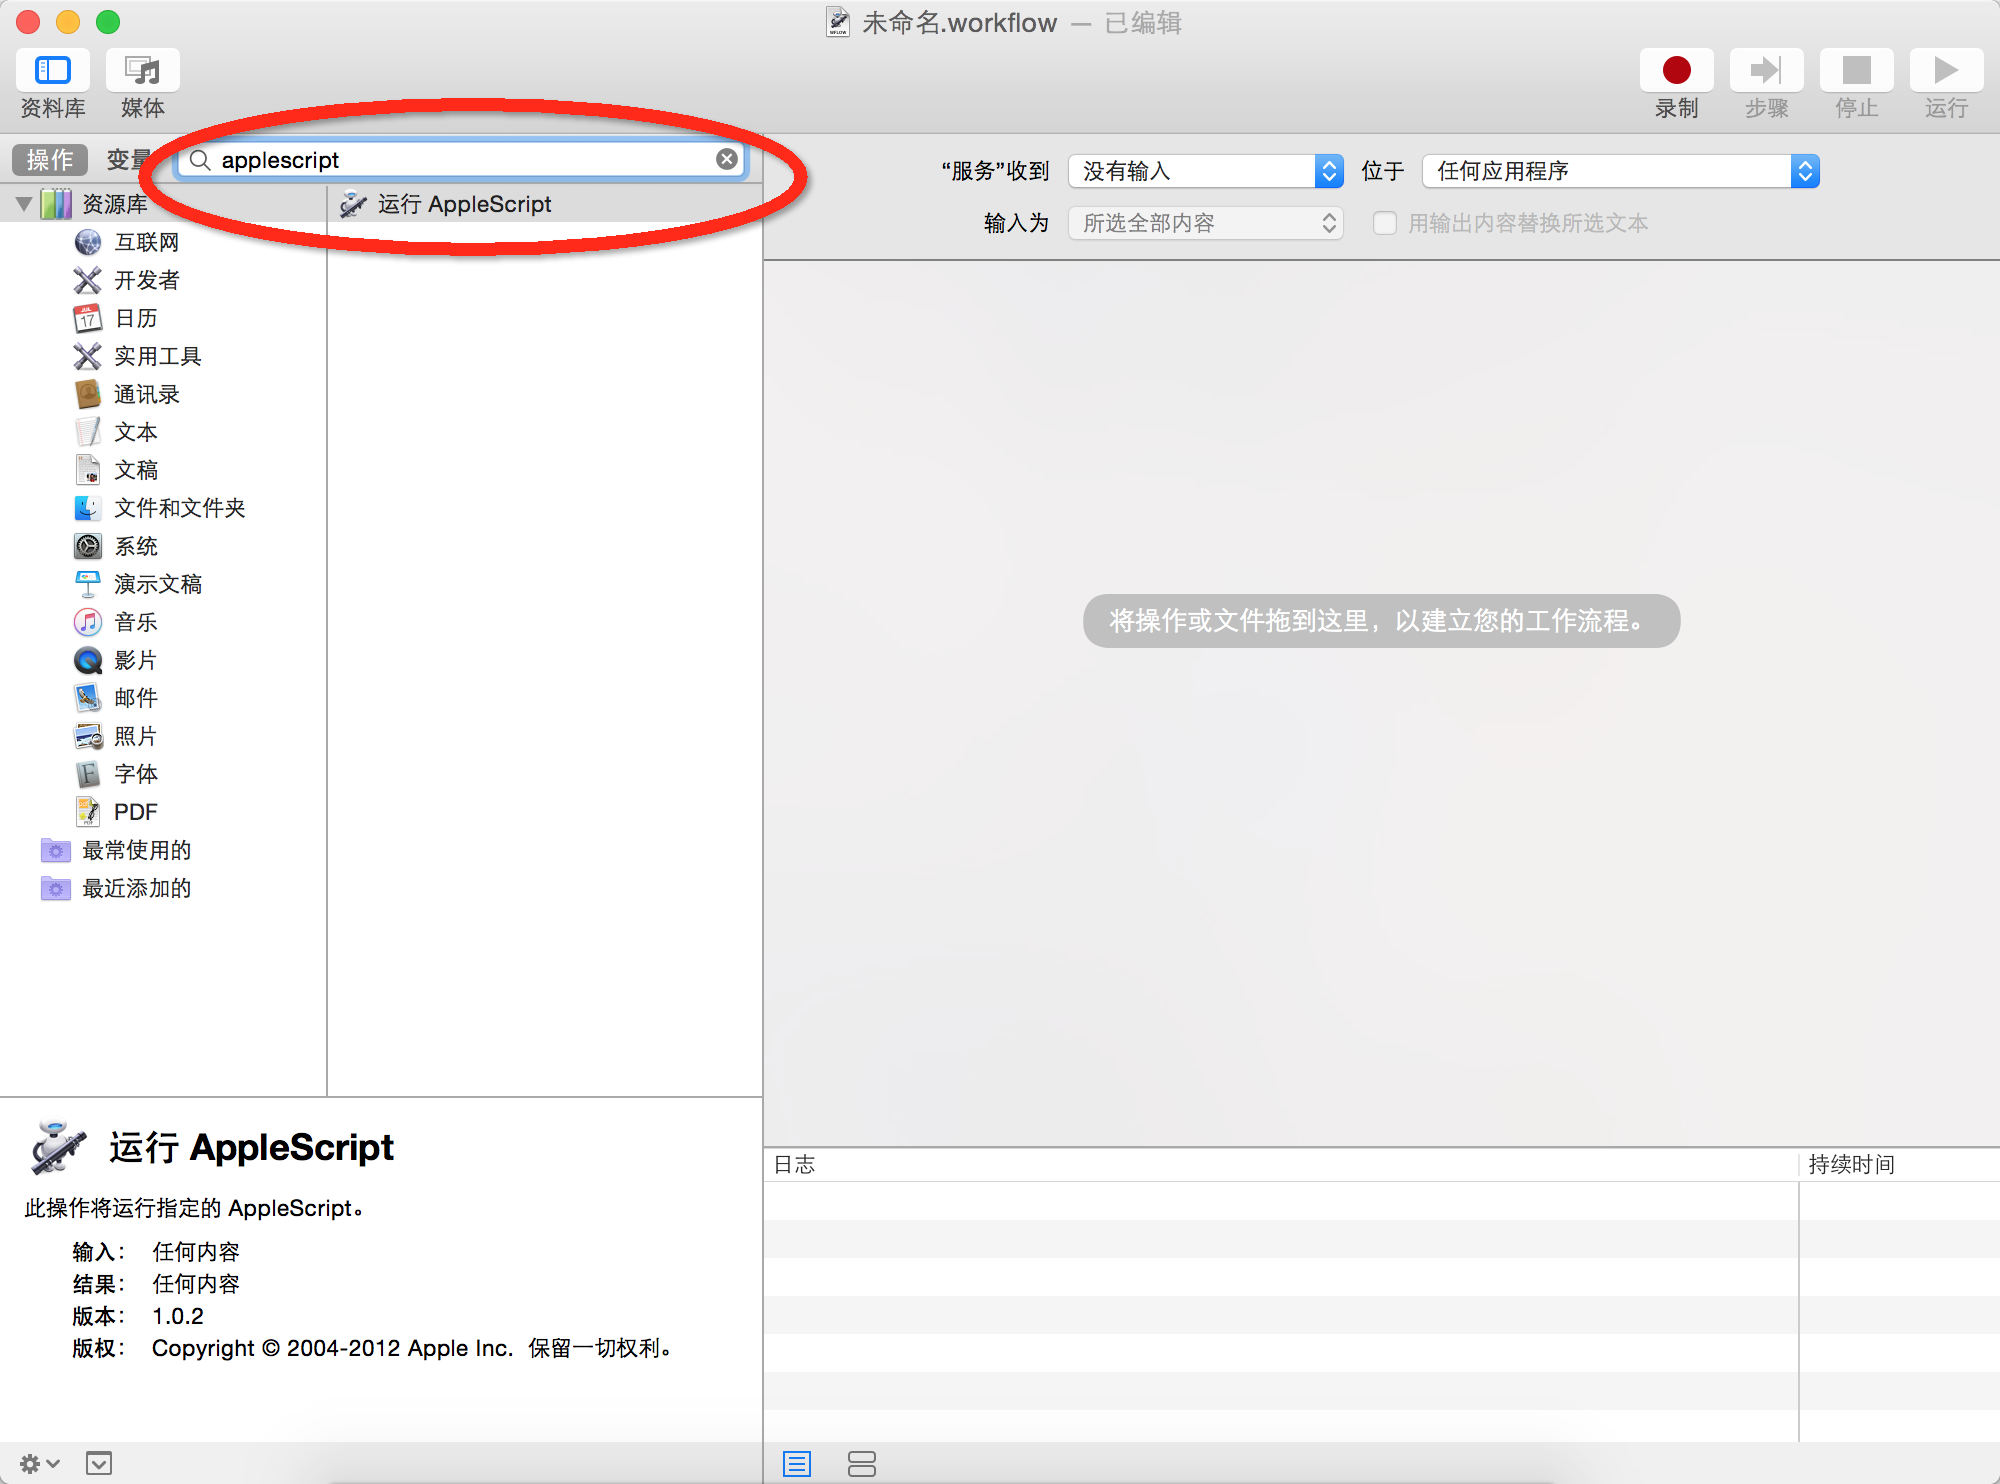 未命名.workflow — 已编辑
资料库 媒体 录制 步骤 停止 运行
操作 变量 applescript
“服务”收到 没有输入 位于 任何应用程序
输入为 所选全部内容 用输出内容替换所选文本
资源库
运行 AppleScript
互联网
开发者
日历
实用工具
通讯录
文本
文稿
文件和文件夹
系统
演示文稿
音乐
影片
邮件
照片
字体
PDF
最常使用的
最近添加的
将操作或文件拖到这里，以建立您的工作流程。
运行 AppleScript
此操作将运行指定的 AppleScript。
输入： 任何内容
结果： 任何内容
版本： 1.0.2
版权： Copyright © 2004-2012 Apple Inc. 保留一切权利。
日志 持续时间